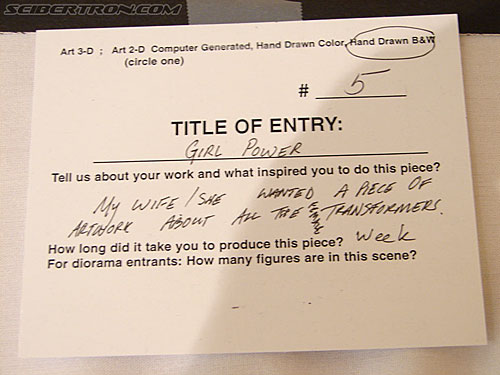 SEIBERTRON.COM
Art 3-D ; Art 2-D Computer Generated, Hand Drawn Color, Hand Drawn B&W
(circle one)
# 5
TITLE OF ENTRY:
GIRL POWER
Tell us about your work and what inspired you to do this piece?
MY WIFE / SHE WANTED A PIECE OF
ARTWORK ABOUT ALL THE TRANSFORMERS.
How long did it take you to produce this piece? Week
For diorama entrants: How many figures are in this scene?